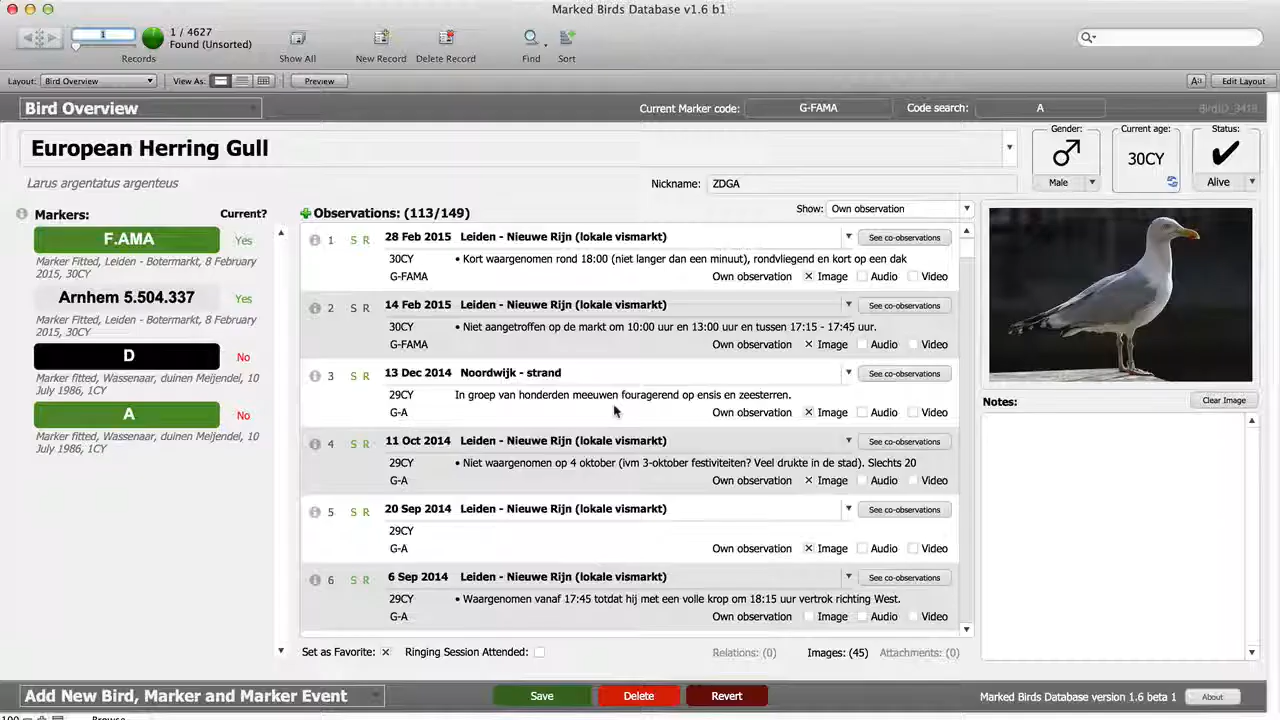 Marked Birds Database v1.6 b1
1
1 / 4627
Found (Unsorted)
Records
Show All
New Record
Delete Record
Find
Sort
Layout: Bird Overview
View As:
Preview
Edit Layout
Bird Overview
Current Marker code: G-FAMA
Code search: A
BirdID_3418
European Herring Gull
Gender:
Male
Current age:
30CY
Status:
Alive
Larus argentatus argenteus
Nickname: ZDGA
Markers:
Current?
F.AMA
Yes
Marker Fitted, Leiden - Botermarkt, 8 February
2015, 30CY
Arnhem 5.504.337
Yes
Marker Fitted, Leiden - Botermarkt, 8 February
2015, 30CY
D
No
Marker fitted, Wassenaar, duinen Meijendel, 10
July 1986, 1CY
A
No
Marker fitted, Wassenaar, duinen Meijendel, 10
July 1986, 1CY
Observations: (113/149)
Show: Own observation
1 S R 28 Feb 2015 Leiden - Nieuwe Rijn (lokale vismarkt) See co-observations
30CY • Kort waargenomen rond 18:00 (niet langer dan een minuut), rondvliegend en kort op een dak
G-FAMA Own observation Image Audio Video
2 S R 14 Feb 2015 Leiden - Nieuwe Rijn (lokale vismarkt) See co-observations
30CY • Niet aangetroffen op de markt om 10:00 uur en 13:00 uur en tussen 17:15 - 17:45 uur.
G-FAMA Own observation Image Audio Video
3 S R 13 Dec 2014 Noordwijk - strand See co-observations
29CY In groep van honderden meeuwen fouragerend op ensis en zeesterren.
G-A Own observation Image Audio Video
4 S R 11 Oct 2014 Leiden - Nieuwe Rijn (lokale vismarkt) See co-observations
29CY • Niet waargenomen op 4 oktober (ivm 3-oktober festiviteiten? Veel drukte in de stad). Slechts 20
G-A Own observation Image Audio Video
5 S R 20 Sep 2014 Leiden - Nieuwe Rijn (lokale vismarkt) See co-observations
29CY
G-A Own observation Image Audio Video
6 S R 6 Sep 2014 Leiden - Nieuwe Rijn (lokale vismarkt) See co-observations
29CY • Waargenomen vanaf 17:45 totdat hij met een volle krop om 18:15 uur vertrok richting West.
G-A Own observation Image Audio Video
Notes:
Clear Image
Set as Favorite:
Ringing Session Attended:
Relations: (0)
Images: (45)
Attachments: (0)
Add New Bird, Marker and Marker Event
Save
Delete
Revert
Marked Birds Database version 1.6 beta 1
About